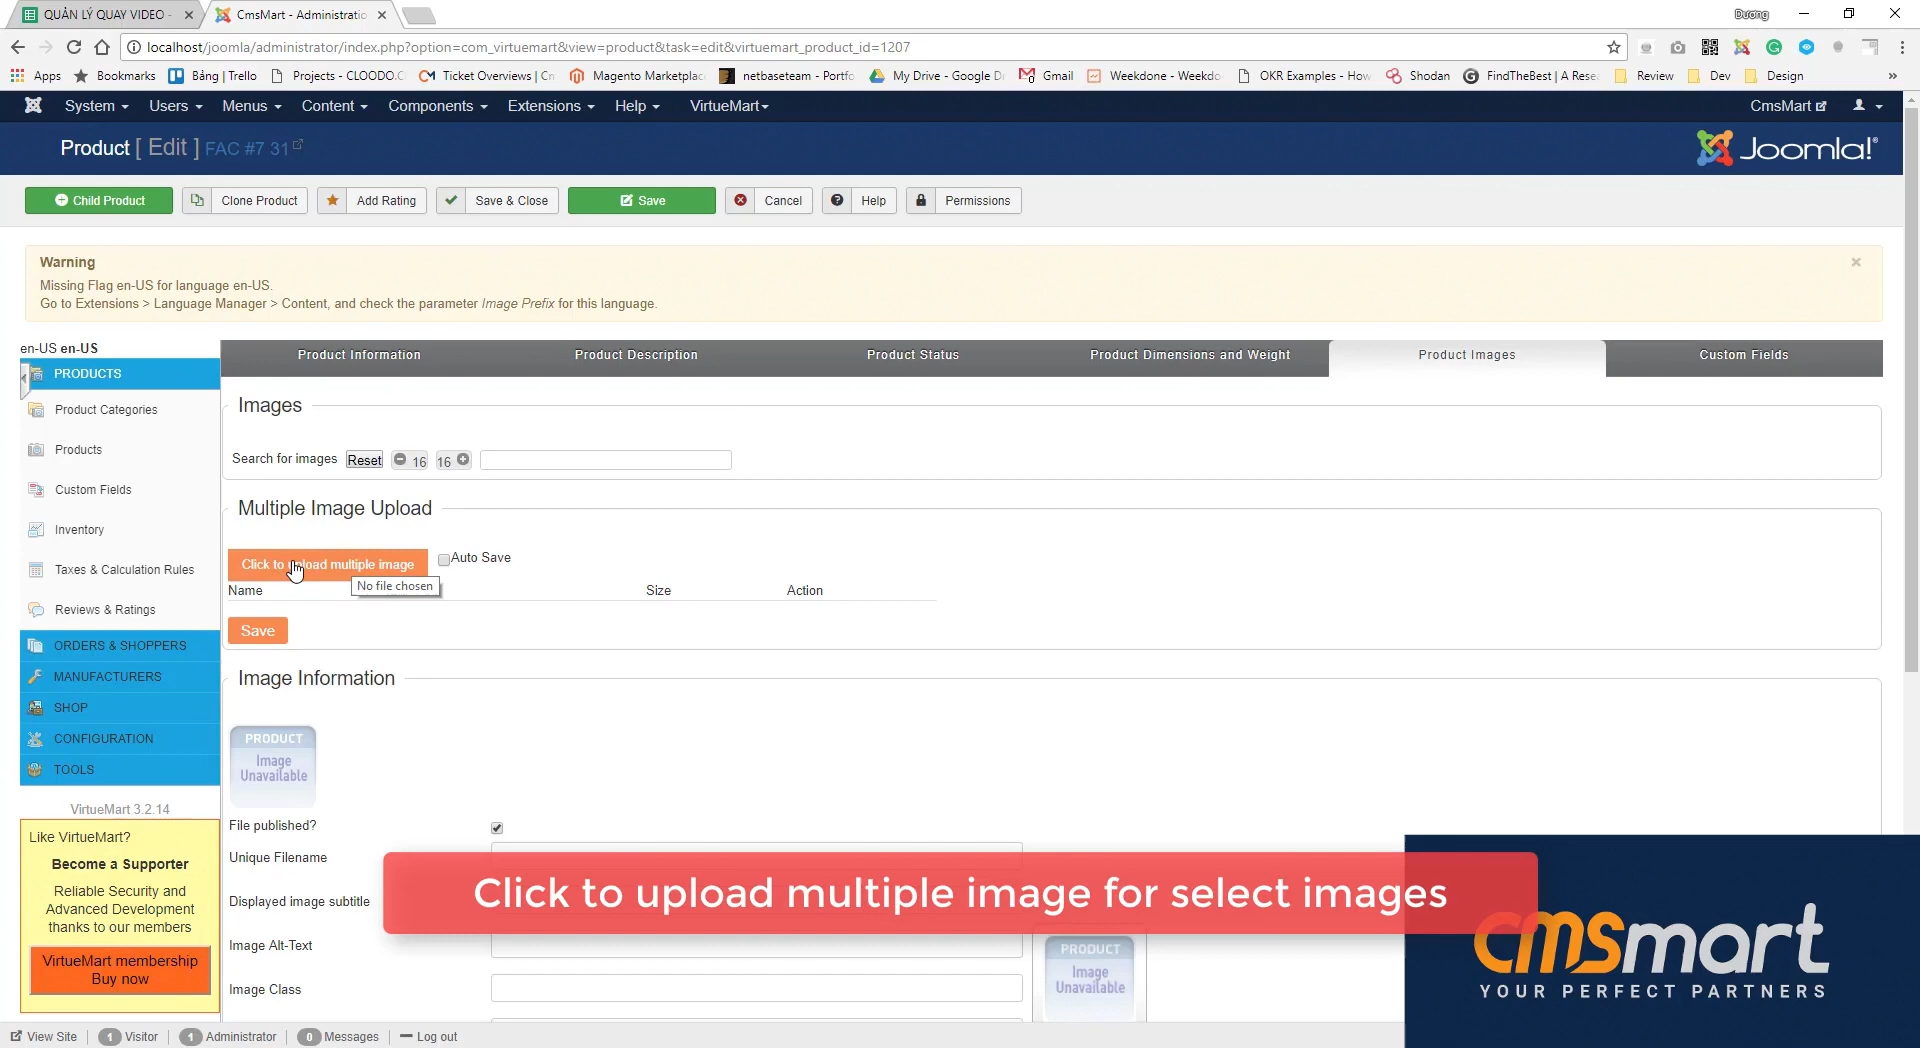 QUẢN LÝ QUAY VIDEO -
CmsMart - Administratio
Dương
localhost/joomla/administrator/index.php?option=com_virtuemart&view=product&task=edit&virtuemart_product_id=1207
Apps Bookmarks Bảng | Trello Projects - CLOODO.C Ticket Overviews | Cm Magento Marketplac netbaseteam - Portfo My Drive - Google Dr Gmail Weekdone - Weekdo OKR Examples - How Shodan FindTheBest | A Rese Review Dev Design »
System Users Menus Content Components Extensions Help VirtueMart CmsMart
Product [ Edit ] FAC #7 31
Joomla!®
Child Product Clone Product Add Rating Save & Close Save Cancel Help Permissions
Warning
Missing Flag en-US for language en-US.
Go to Extensions > Language Manager > Content, and check the parameter Image Prefix for this language.
en-US en-US
PRODUCTS
Product Categories
Products
Custom Fields
Inventory
Taxes & Calculation Rules
Reviews & Ratings
ORDERS & SHOPPERS
MANUFACTURERS
SHOP
CONFIGURATION
TOOLS
VirtueMart 3.2.14
Like VirtueMart?
Become a Supporter
Reliable Security and
Advanced Development
thanks to our members
VirtueMart membership
Buy now
Product Information Product Description Product Status Product Dimensions and Weight Product Images Custom Fields
Images
Search for images Reset 16 16
Multiple Image Upload
Click to upload multiple image Auto Save
No file chosen
Name Size Action
Save
Image Information
PRODUCT
Image
Unavailable
File published?
Unique Filename
Displayed image subtitle
Image Alt-Text
Image Class
PRODUCT
Image
Unavailable
Click to upload multiple image for select images
cmsmart
YOUR PERFECT PARTNERS
View Site 1 Visitor 1 Administrator 0 Messages Log out